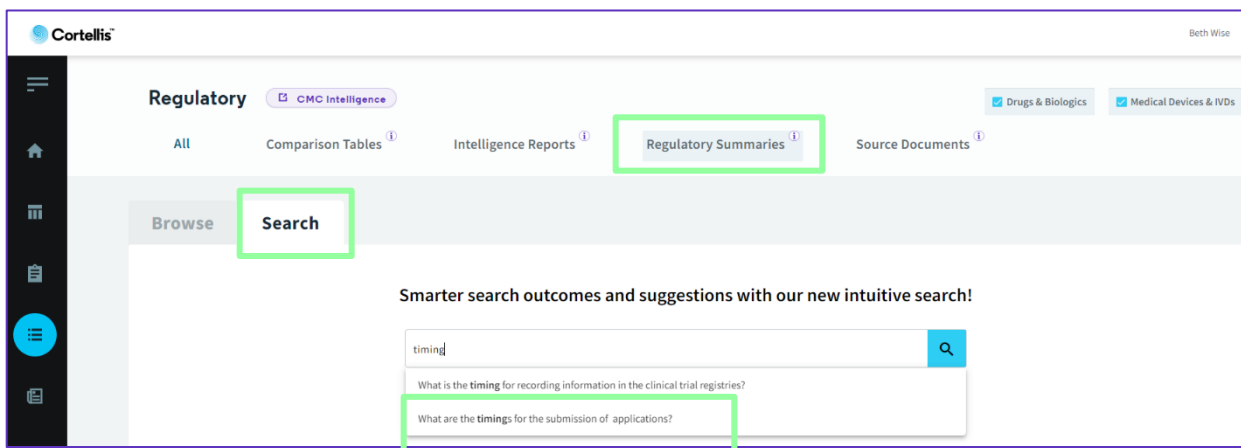 Cortellis™
Beth Wise
Regulatory
CMC Intelligence
Drugs & Biologics
Medical Devices & IVDs
All
Comparison Tables
Intelligence Reports
Regulatory Summaries
Source Documents
Browse
Search
Smarter search outcomes and suggestions with our new intuitive search!
timing
What is the timing for recording information in the clinical trial registries?
What are the timings for the submission of applications?